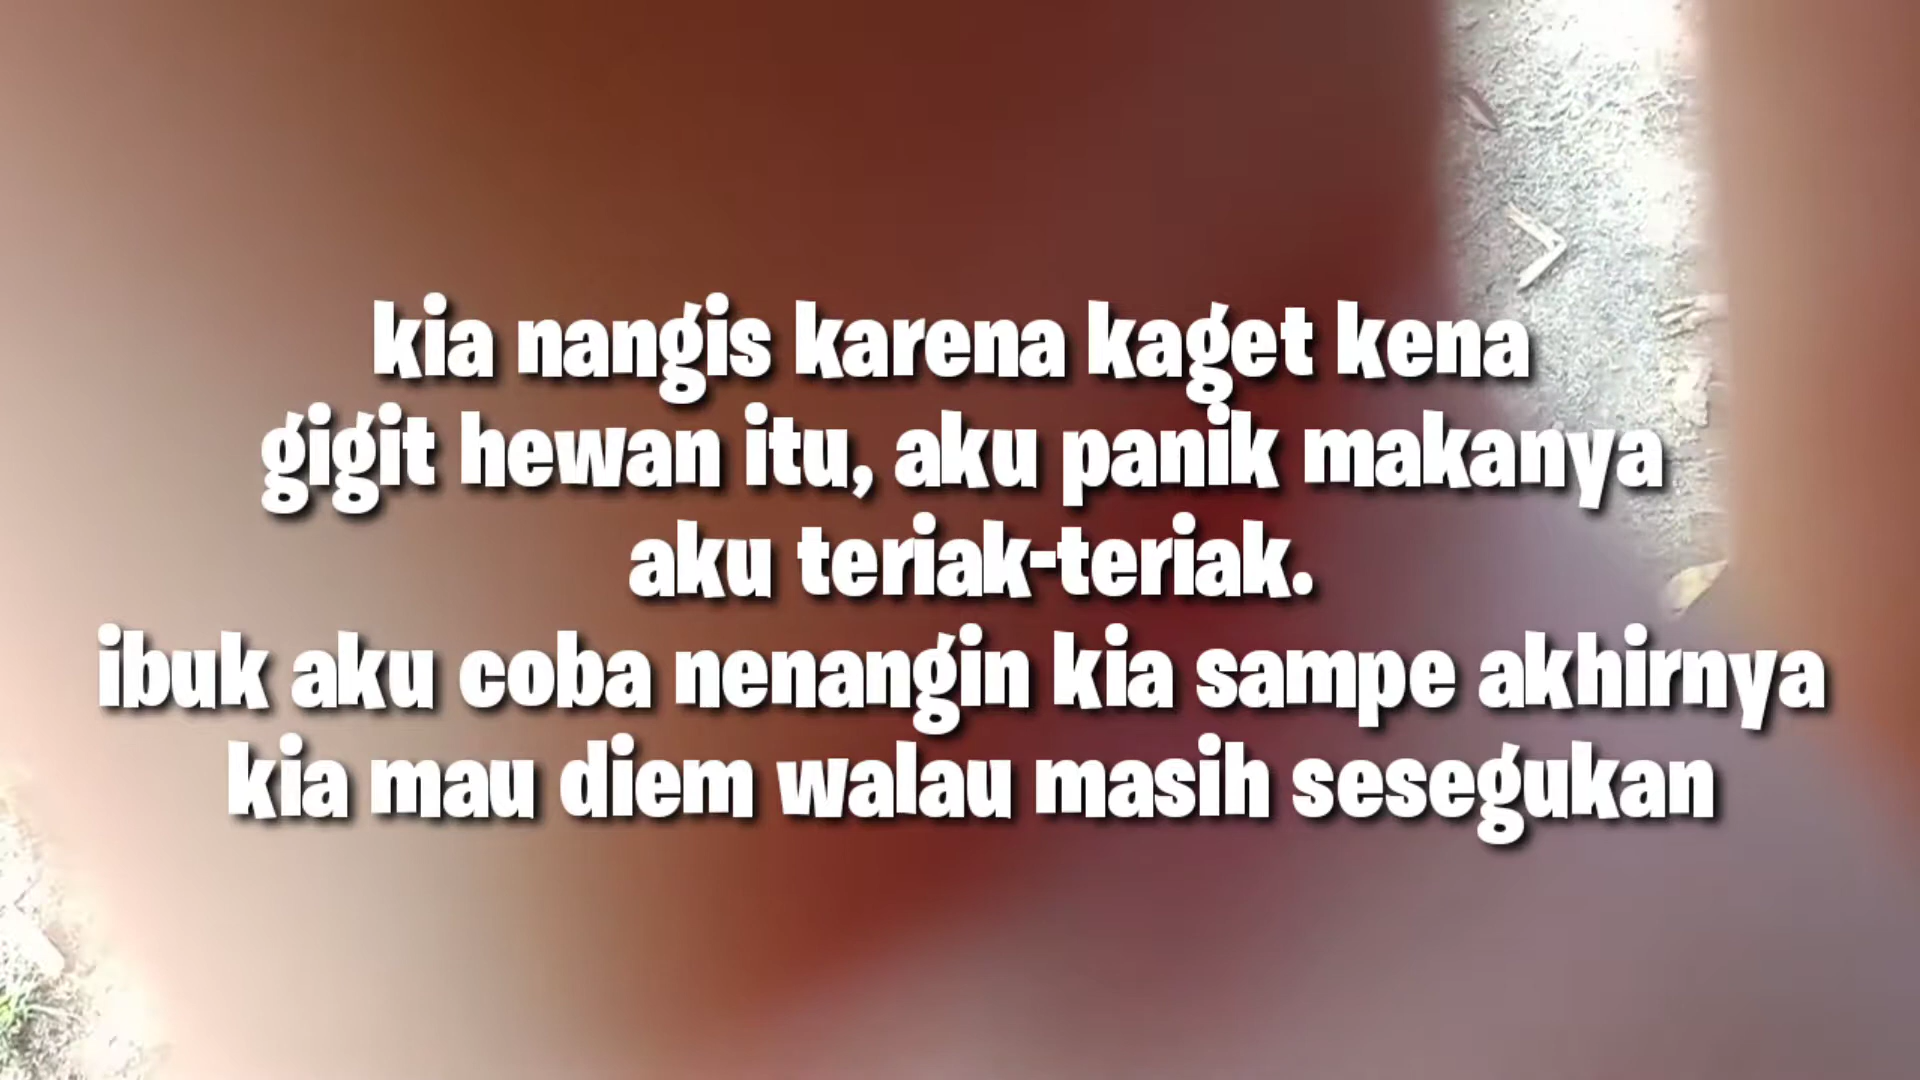 kia nangis karena kaget kena
gigit hewan itu, aku panik makanya
aku teriak-teriak.
ibuk aku coba nenangin kia sampe akhirnya
kia mau diem walau masih sesegukan